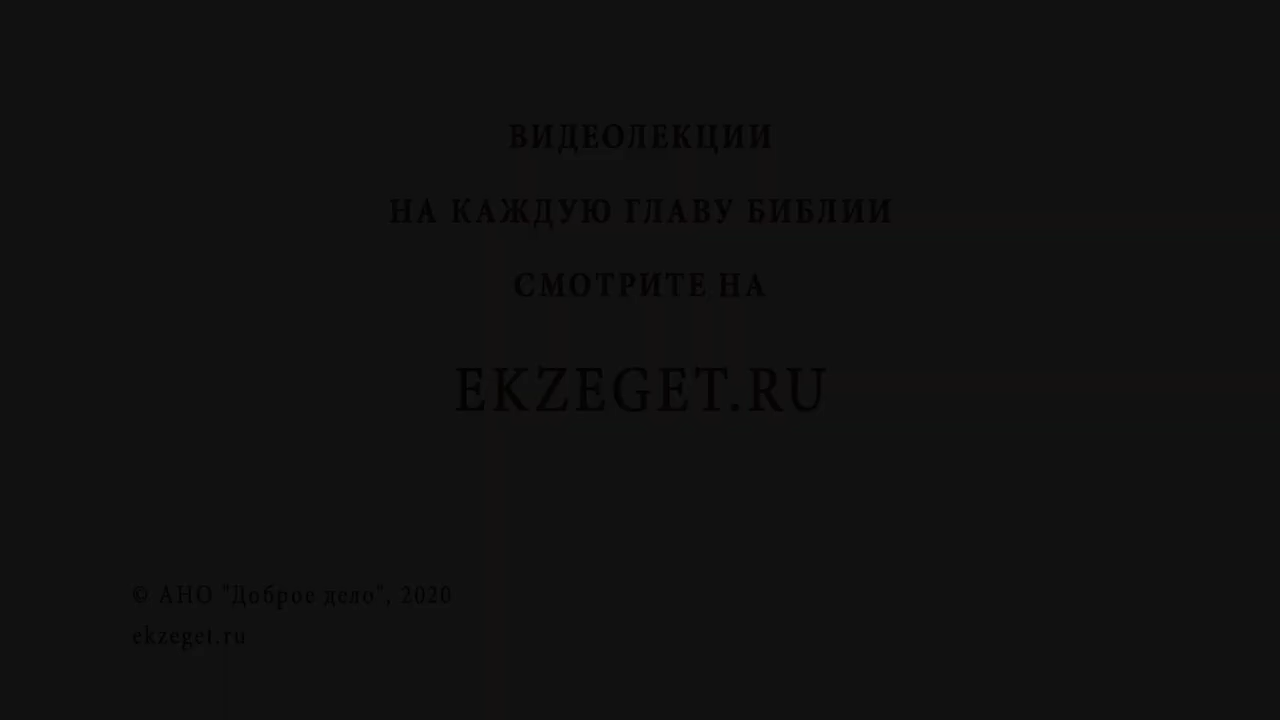 ВИДЕОЛЕКЦИИ
НА КАЖДУЮ ГЛАВУ БИБЛИИ
СМОТРИТЕ НА
EKZEGET.RU
© АНО "Доброе дело", 2020
ekzeget.ru